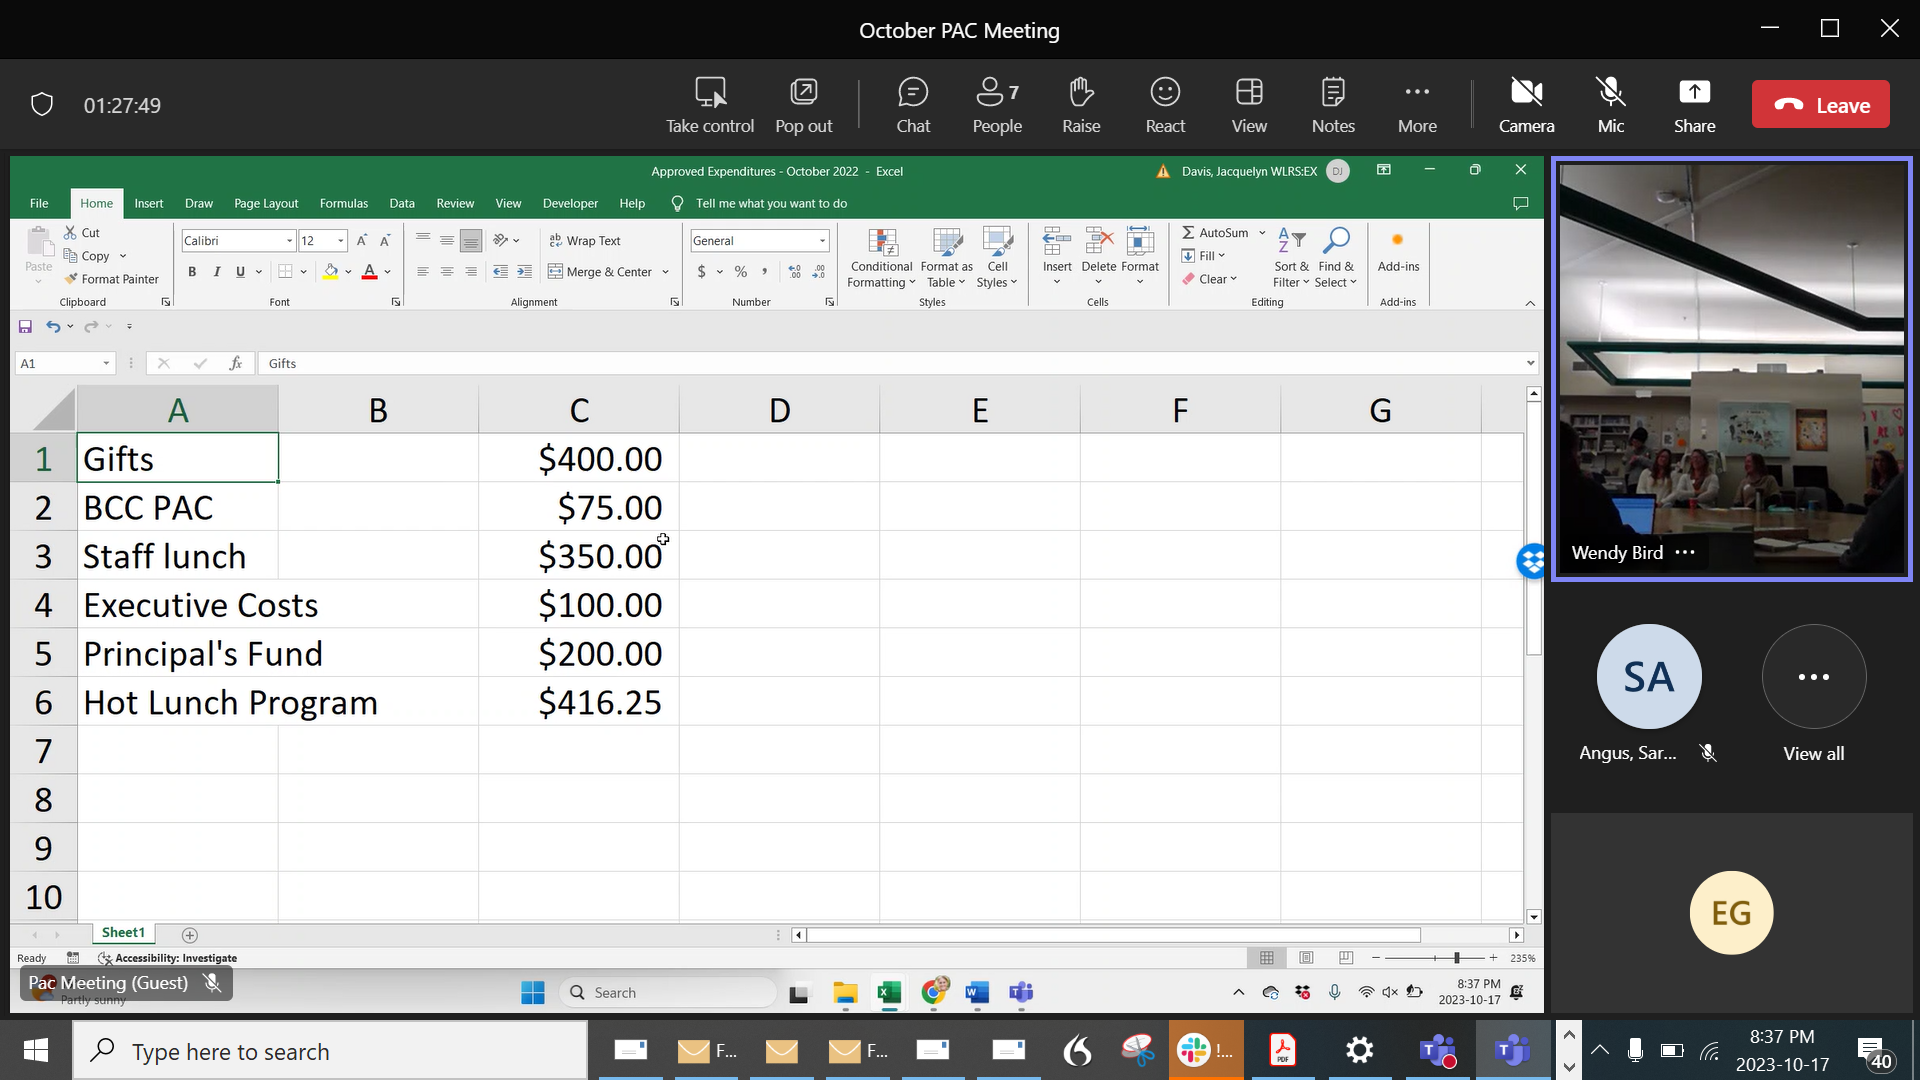 October PAC Meeting
01:27:49
Take control
Pop out
Chat
7
People
Raise
React
View
Notes
More
Camera
Mic
Share
Leave
Approved Expenditures - October 2022 - Excel
Davis, Jacquelyn WLRS:EX
DJ
File Home Insert Draw Page Layout Formulas Data Review View Developer Help Tell me what you want to do
Paste
Cut
Copy
Format Painter
Clipboard
Calibri
12
B I U
Font
Wrap Text
Merge & Center
Alignment
General
$ %
Number
Conditional Formatting
Format as Table
Cell Styles
Styles
Insert
Delete
Format
Cells
AutoSum
Fill
Clear
Sort & Filter
Find & Select
Editing
Add-ins
Add-ins
A1
fx
Gifts
A B C D E F G
1 Gifts $400.00
2 BCC PAC $75.00
3 Staff lunch $350.00
4 Executive Costs $100.00
5 Principal's Fund $200.00
6 Hot Lunch Program $416.25
7
8
9
10
Sheet1
Ready
Accessibility: Investigate
235%
Pac Meeting (Guest)
Partly sunny
Search
8:37 PM
2023-10-17
Wendy Bird
SA
Angus, Sar...
View all
EG
Type here to search
F...
F...
!...
PDF
8:37 PM
2023-10-17
40